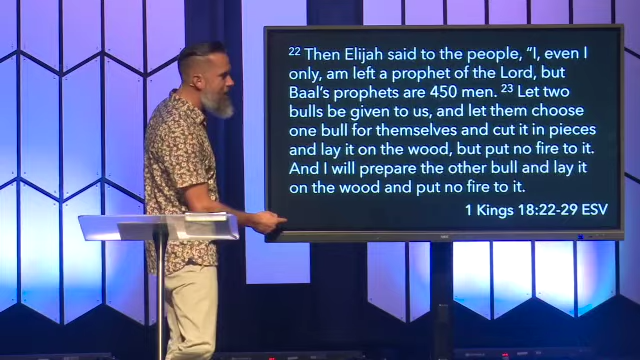 22 Then Elijah said to the people, “I, even I
only, am left a prophet of the Lord, but
Baal’s prophets are 450 men. 23 Let two
bulls be given to us, and let them choose
one bull for themselves and cut it in pieces
and lay it on the wood, but put no fire to it.
And I will prepare the other bull and lay it
on the wood and put no fire to it.
1 Kings 18:22-29 ESV